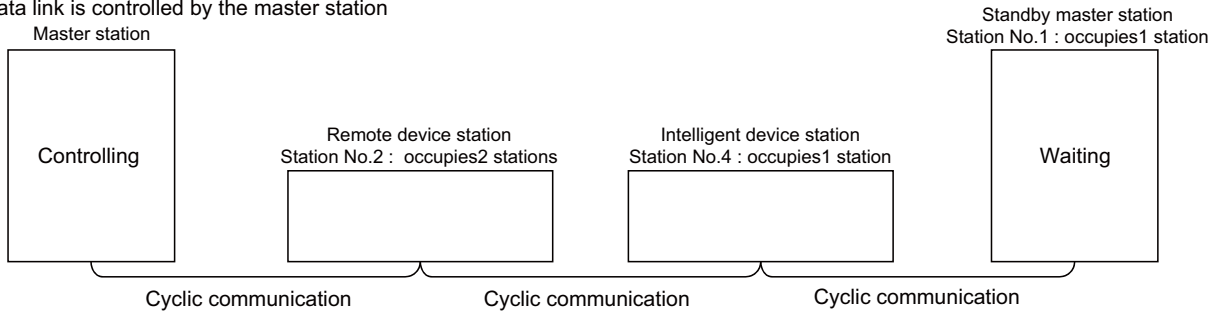 ata link is controlled by the master station
Master station
Controlling
Remote device station
Station No.2 : occupies2 stations
Intelligent device station
Station No.4 : occupies1 station
Standby master station
Station No.1 : occupies1 station
Waiting
Cyclic communication
Cyclic communication
Cyclic communication